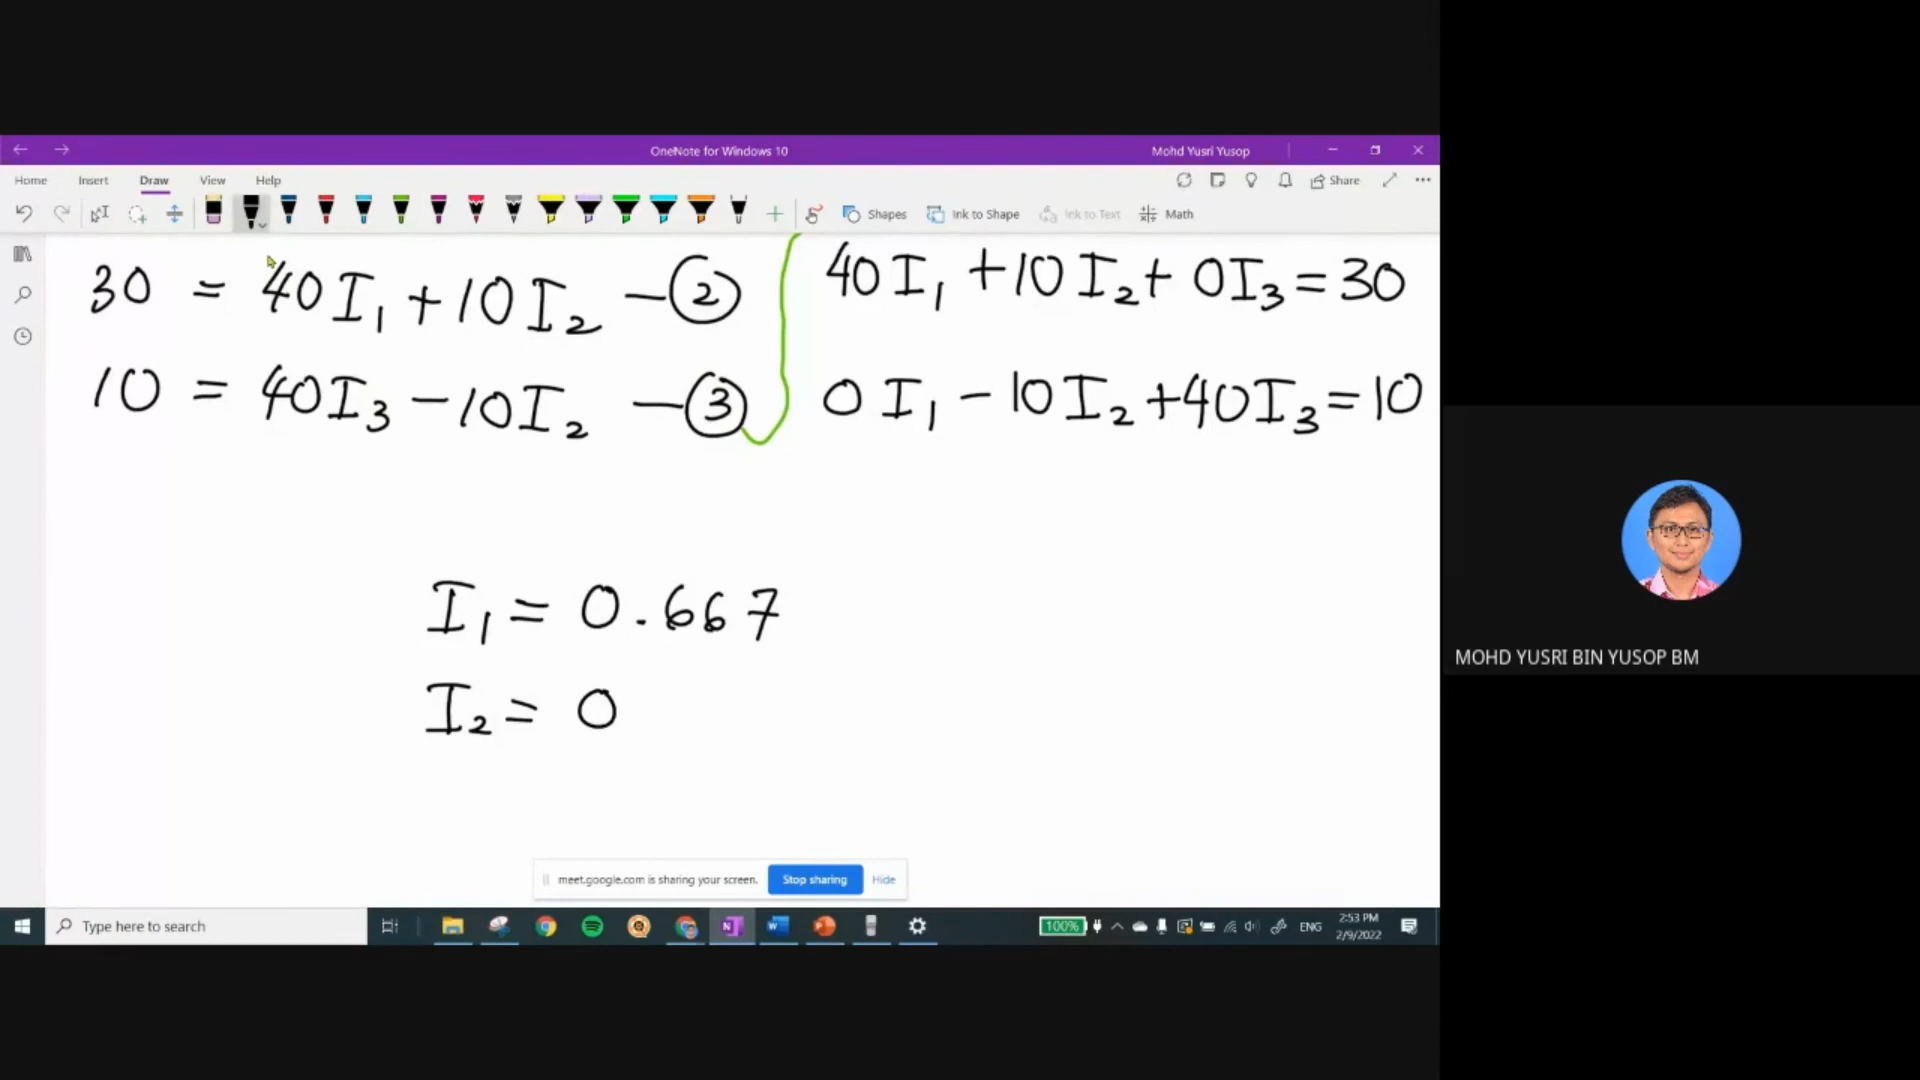 OneNote for Windows 10
Mohd Yusri Yusop
Home Insert Draw View Help
Share
Shapes Ink to Shape Ink to Text Math
30 = 40I₁ + 10I₂ — ②
40I₁ + 10I₂ + 0I₃ = 30
10 = 40I₃ − 10I₂ — ③
0I₁ − 10I₂ + 40I₃ = 10
I₁ = 0.667
I₂ = 0
MOHD YUSRI BIN YUSOP BM
meet.google.com is sharing your screen. Stop sharing Hide
Type here to search
100%
ENG
2:53 PM
2/9/2022